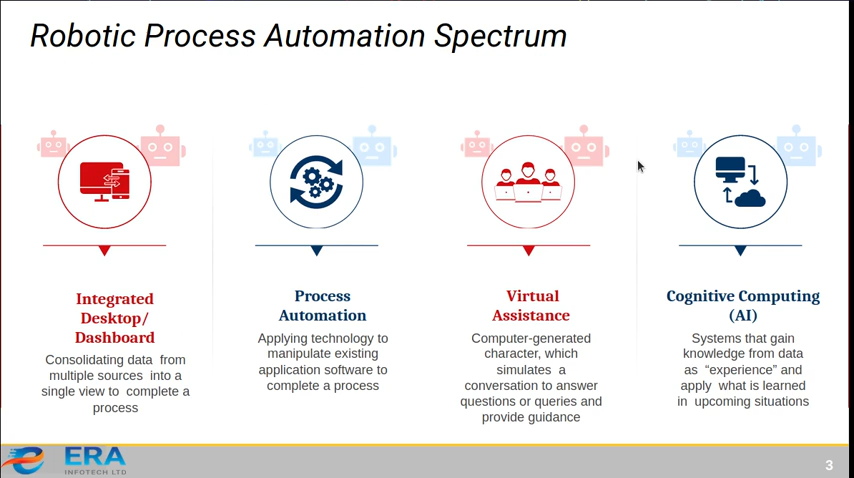 Robotic Process Automation Spectrum
Integrated
Desktop/
Dashboard
Consolidating data from
multiple sources into a
single view to complete a
process
Process
Automation
Applying technology to
manipulate existing
application software to
complete a process
Virtual
Assistance
Computer-generated
character, which
simulates a
conversation to answer
questions or queries and
provide guidance
Cognitive Computing
(AI)
Systems that gain
knowledge from data
as “experience” and
apply what is learned
in upcoming situations
ERA
INFOTECH LTD
3